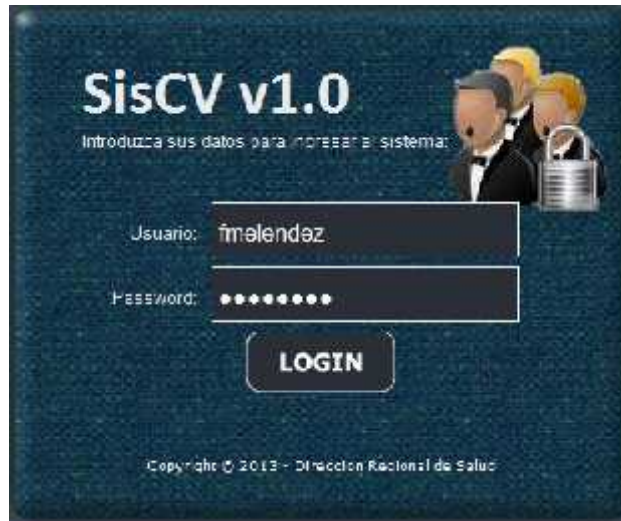 SisCV v1.0
Introduzca sus datos para ingresar al sistema:
Usuario: fmelendez
Password: ••••••••
LOGIN
Copyright © 2013 - Direccion Regional de Salud